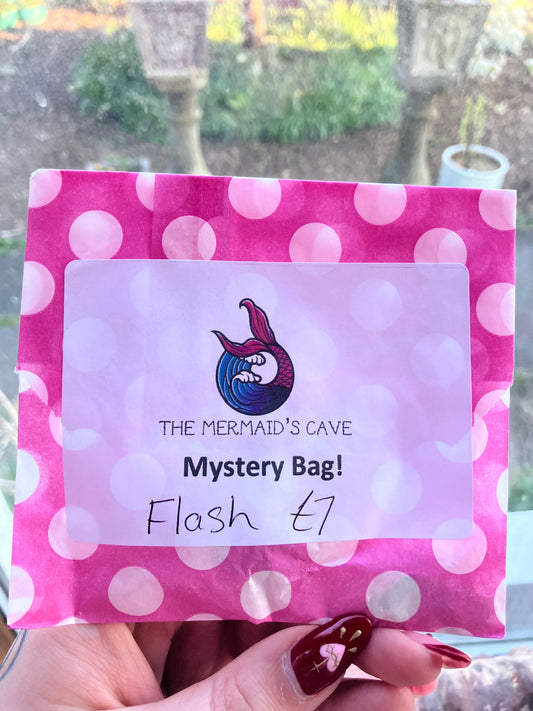 THE MERMAID'S CAVE
Mystery Bag!
Flash £7